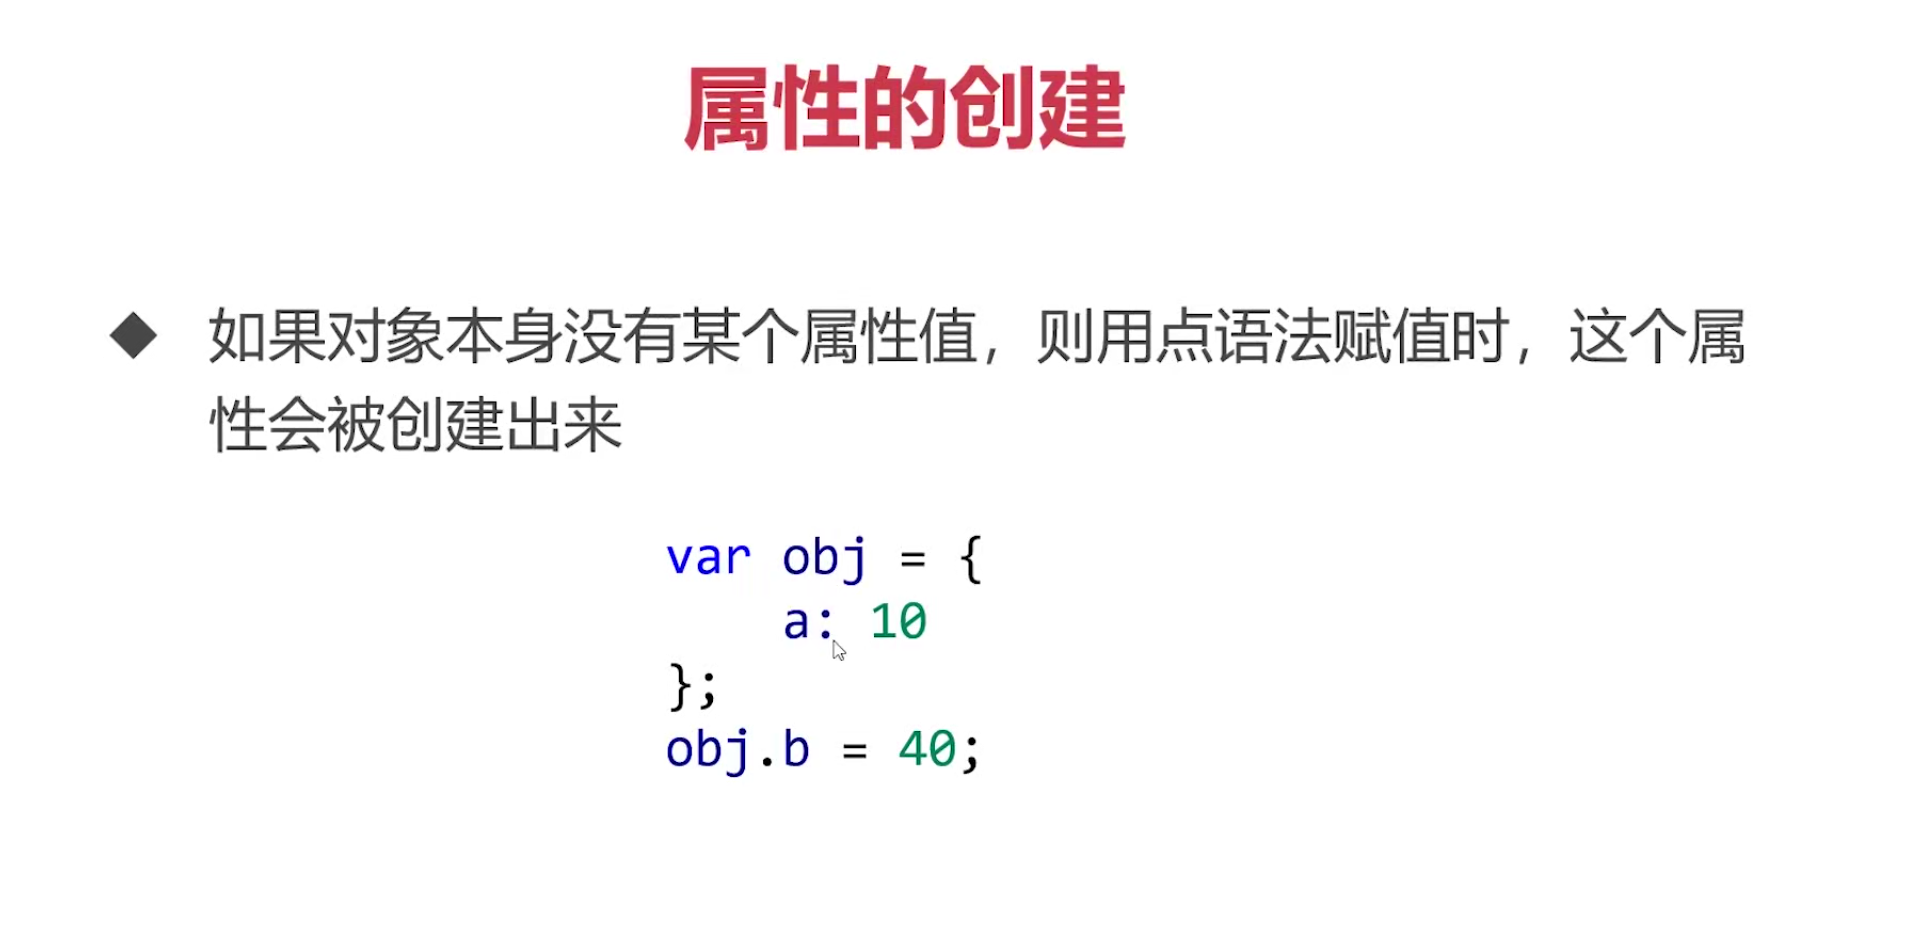 属性的创建
如果对象本身没有某个属性值，则用点语法赋值时，这个属
性会被创建出来
var obj = {
    a: 10
};
obj.b = 40;